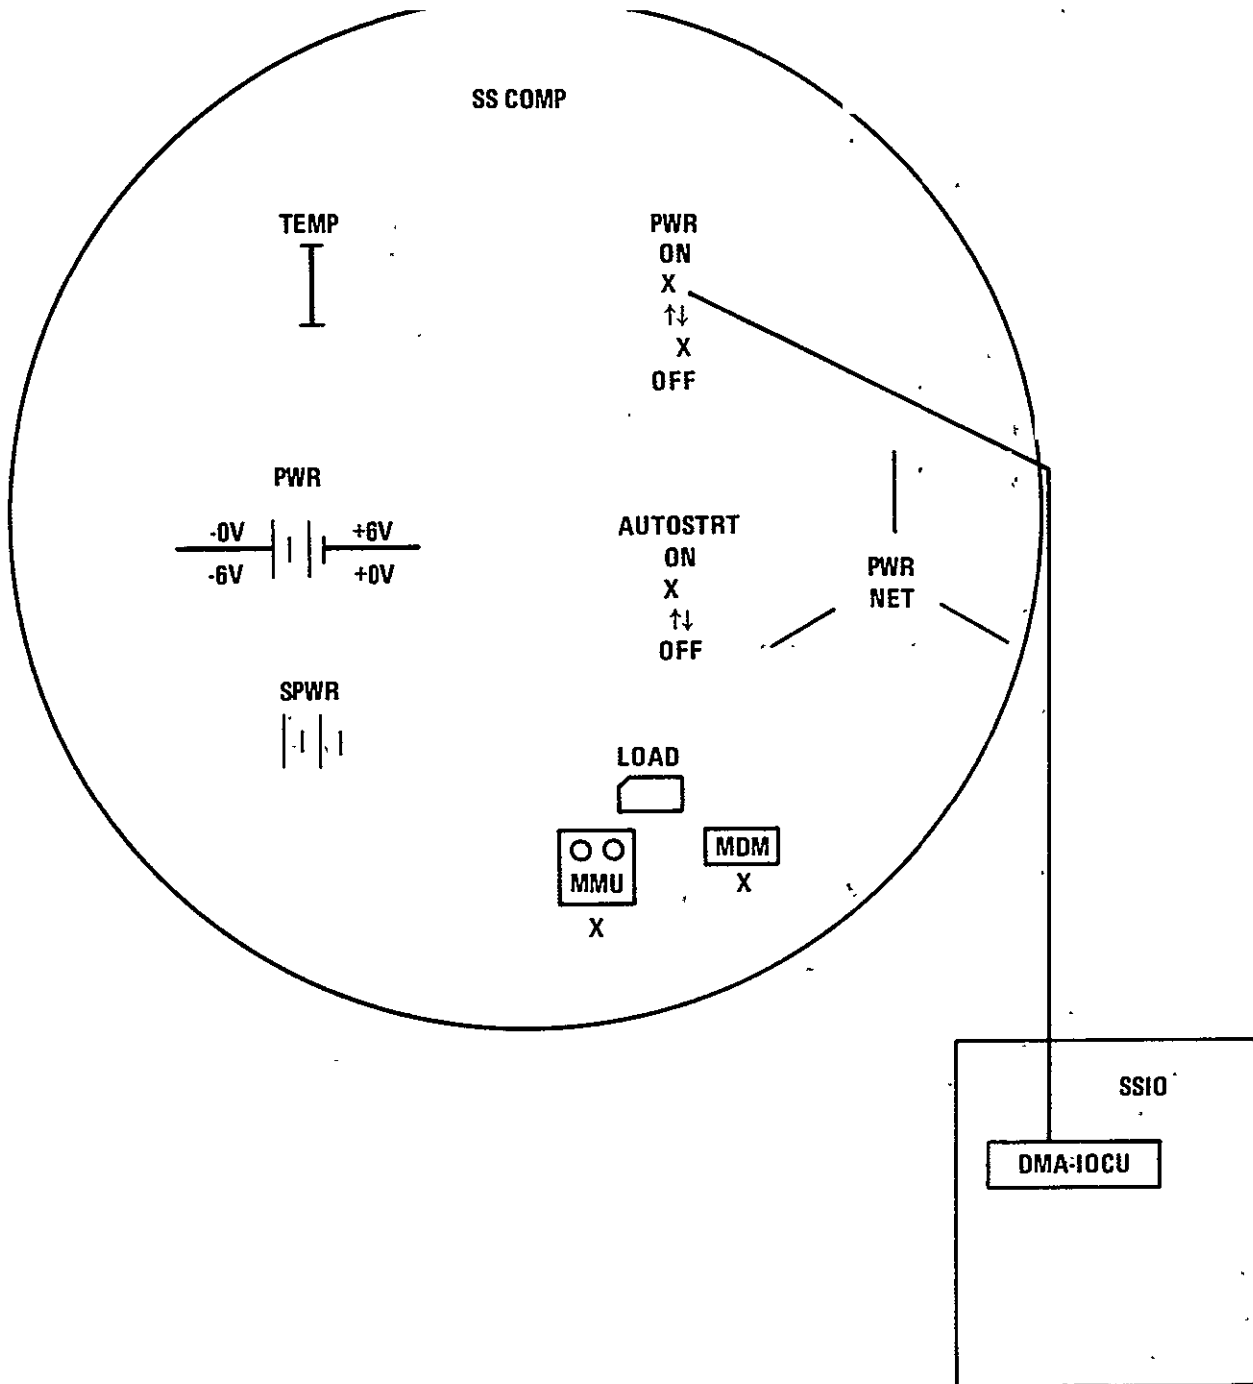 SS COMP
TEMP
PWR
ON
X
↑↓
X
OFF
PWR
-0V
+6V
-6V
+0V
AUTOSTRT
ON
X
↑↓
OFF
PWR
NET
SPWR
LOAD
MMU
X
MDM
X
SSIO
DMA-IOCU